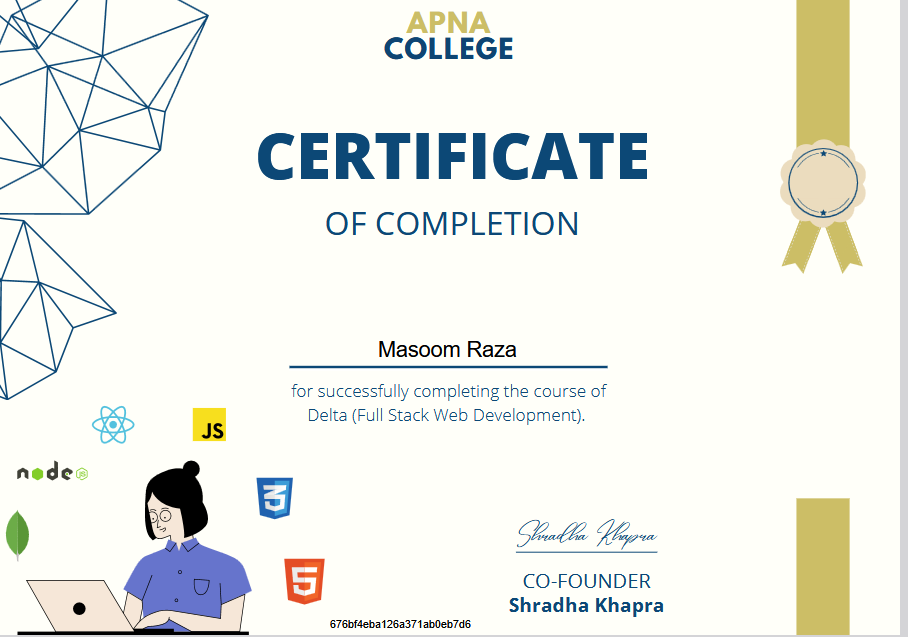 APNA
COLLEGE
CERTIFICATE
OF COMPLETION
Masoom Raza
for successfully completing the course of
Delta (Full Stack Web Development).
JS
node
JS
3
5
Shradha Khapra
CO-FOUNDER
Shradha Khapra
676bf4eba126a371ab0eb7d6